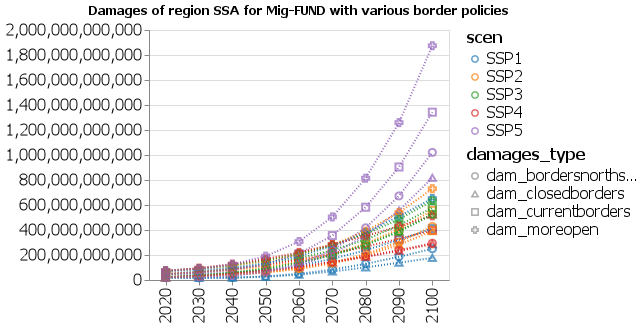 Damages of region SSA for Mig-FUND with various border policies
2,000,000,000,000
1,800,000,000,000
1,600,000,000,000
1,400,000,000,000
1,200,000,000,000
1,000,000,000,000
800,000,000,000
600,000,000,000
400,000,000,000
200,000,000,000
0
2020
2030
2040
2050
2060
2070
2080
2090
2100
scen
SSP1
SSP2
SSP3
SSP4
SSP5
damages_type
dam_bordersnorths...
dam_closedborders
dam_currentborders
dam_moreopen